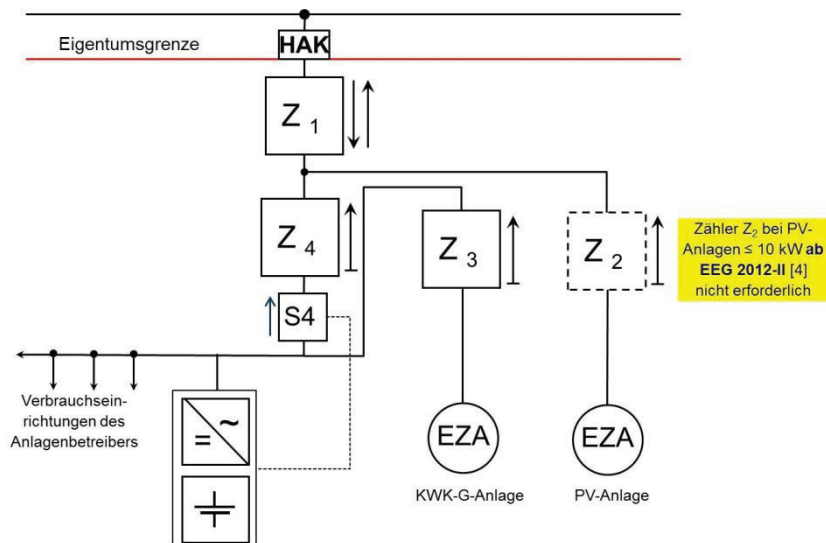 Eigentumsgrenze
HAK
Z 1
Z 4
Z 3
Z 2
Zähler Z2 bei PV-
Anlagen ≤ 10 kW ab
EEG 2012-II [4]
nicht erforderlich
S4
Verbrauchsein-
richtungen des
Anlagenbetreibers
= ~
EZA
EZA
KWK-G-Anlage
PV-Anlage